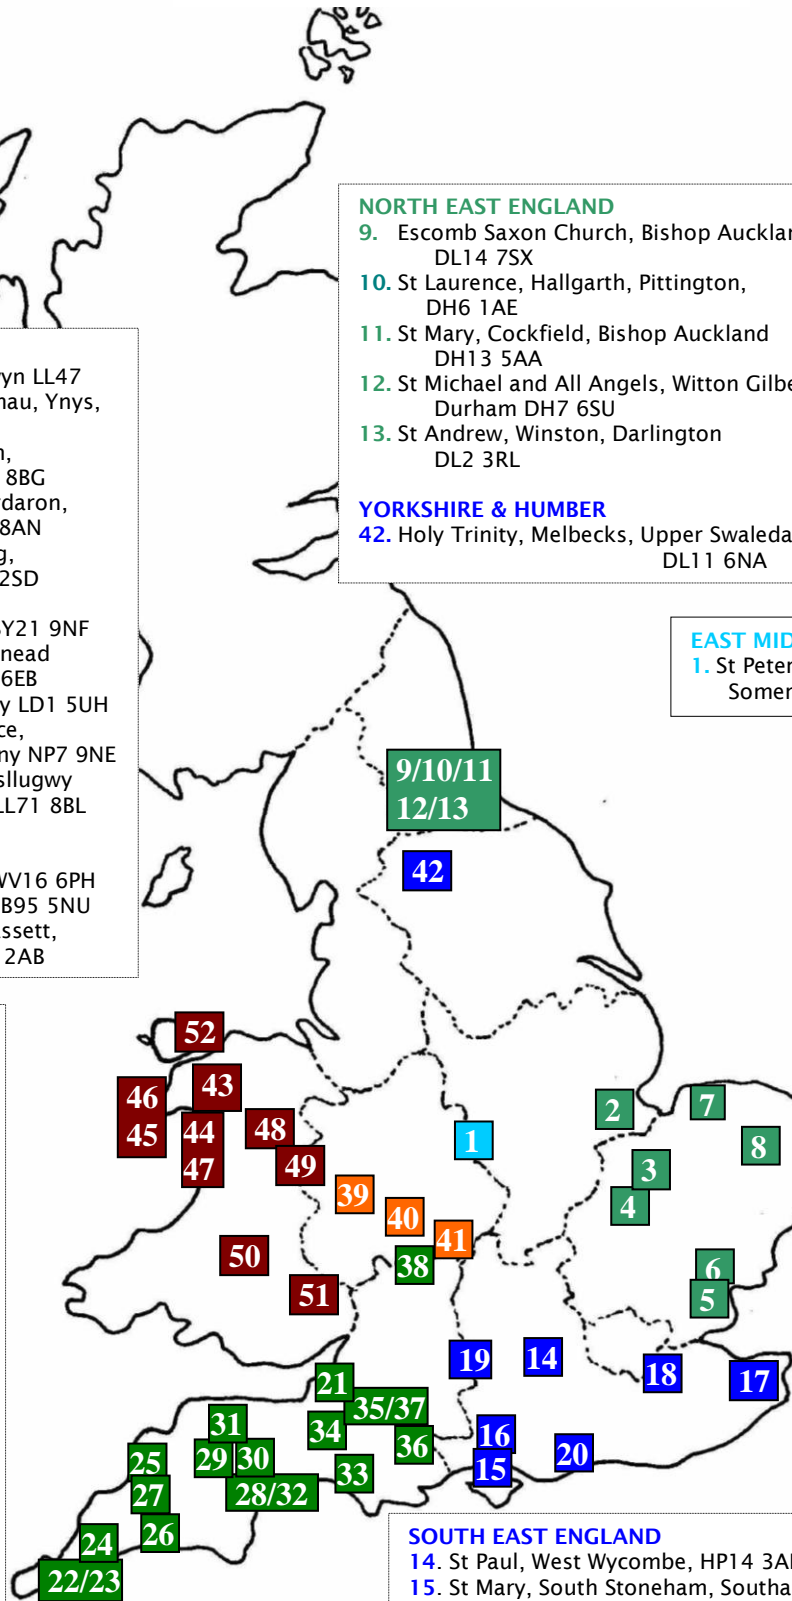 NORTH EAST ENGLAND
9. Escomb Saxon Church, Bishop Aucklan
DL14 7SX
10. St Laurence, Hallgarth, Pittington,
DH6 1AE
11. St Mary, Cockfield, Bishop Auckland
DH13 5AA
12. St Michael and All Angels, Witton Gilbe
Durham DH7 6SU
13. St Andrew, Winston, Darlington
DL2 3RL
YORKSHIRE & HUMBER
42. Holy Trinity, Melbecks, Upper Swaleda
DL11 6NA
yn LL47
nau, Ynys,
n,
8BG
rdaron,
8AN
g,
2SD
Y21 9NF
nead
6EB
y LD1 5UH
ce,
ny NP7 9NE
sllugwy
LL71 8BL
WV16 6PH
B95 5NU
ssett,
2AB
EAST MID
1. St Peter
Somer
9/10/11
12/13
42
52
46
45
43
44
47
48
49
50
51
39
40
41
38
1
2
7
8
3
4
6
5
19
14
18
17
16
15
20
21
35/37
31
34
36
29
30
33
28/32
25
27
26
24
22/23
SOUTH EAST ENGLAND
14. St Paul, West Wycombe, HP14 3A
15. St Mary, South Stoneham, Southa